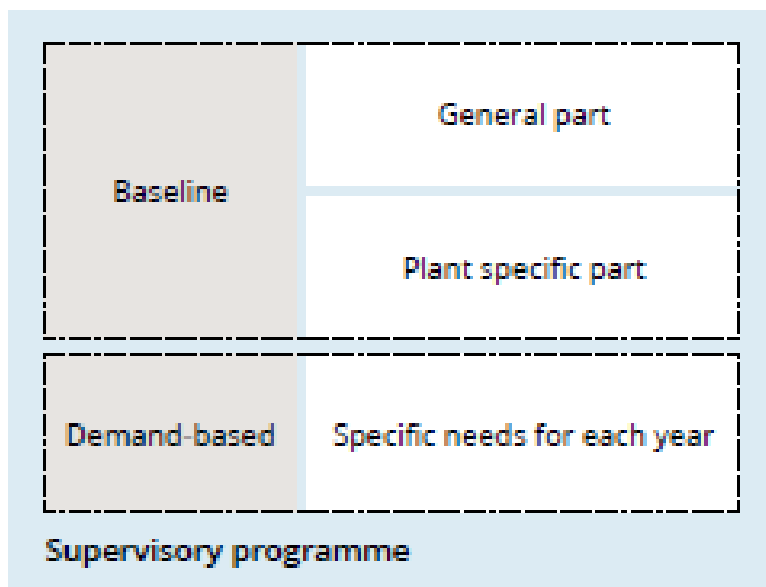 General part
Baseline
Plant specific part
Demand-based
Specific needs for each year
Supervisory programme